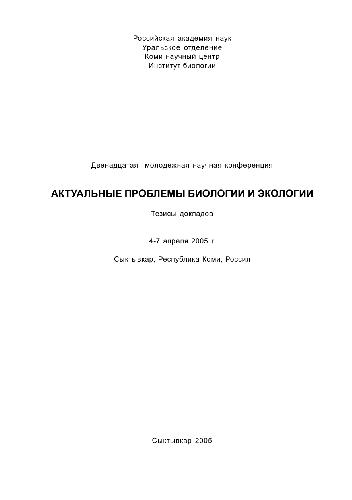 Российская академия наук
Уральское отделение
Коми научный центр
Институт биологии
Двенадцатая молодежная научная конференция
АКТУАЛЬНЫЕ ПРОБЛЕМЫ БИОЛОГИИ И ЭКОЛОГИИ
Тезисы докладов
4-7 апреля 2005 г.
Сыктывкар, Республика Коми, Россия
Сыктывкар 2005